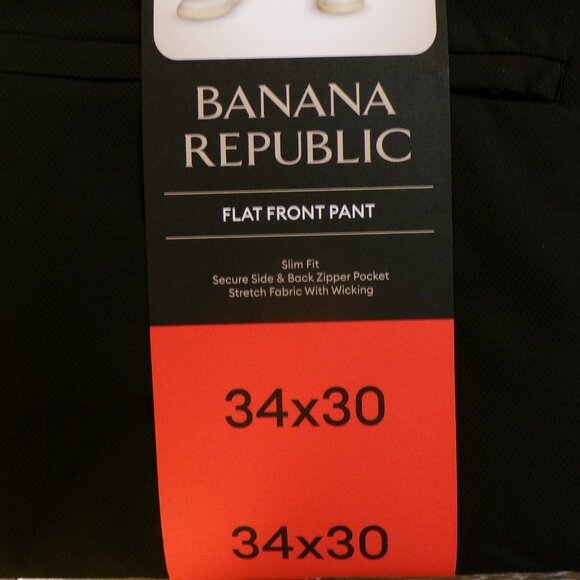 BANANA
REPUBLIC
FLAT FRONT PANT
Slim Fit
Secure Side & Back Zipper Pocket
Stretch Fabric With Wicking
34x30
34x30